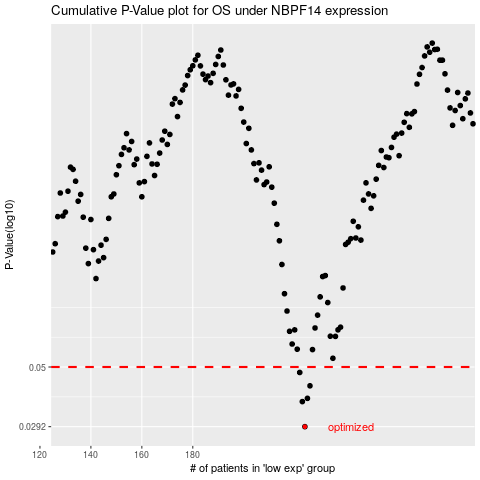 Cumulative P-Value plot for OS under NBPF14 expression
P-Value(log10)
0.05
0.0292
optimized
120 140 160 180
# of patients in 'low exp' group